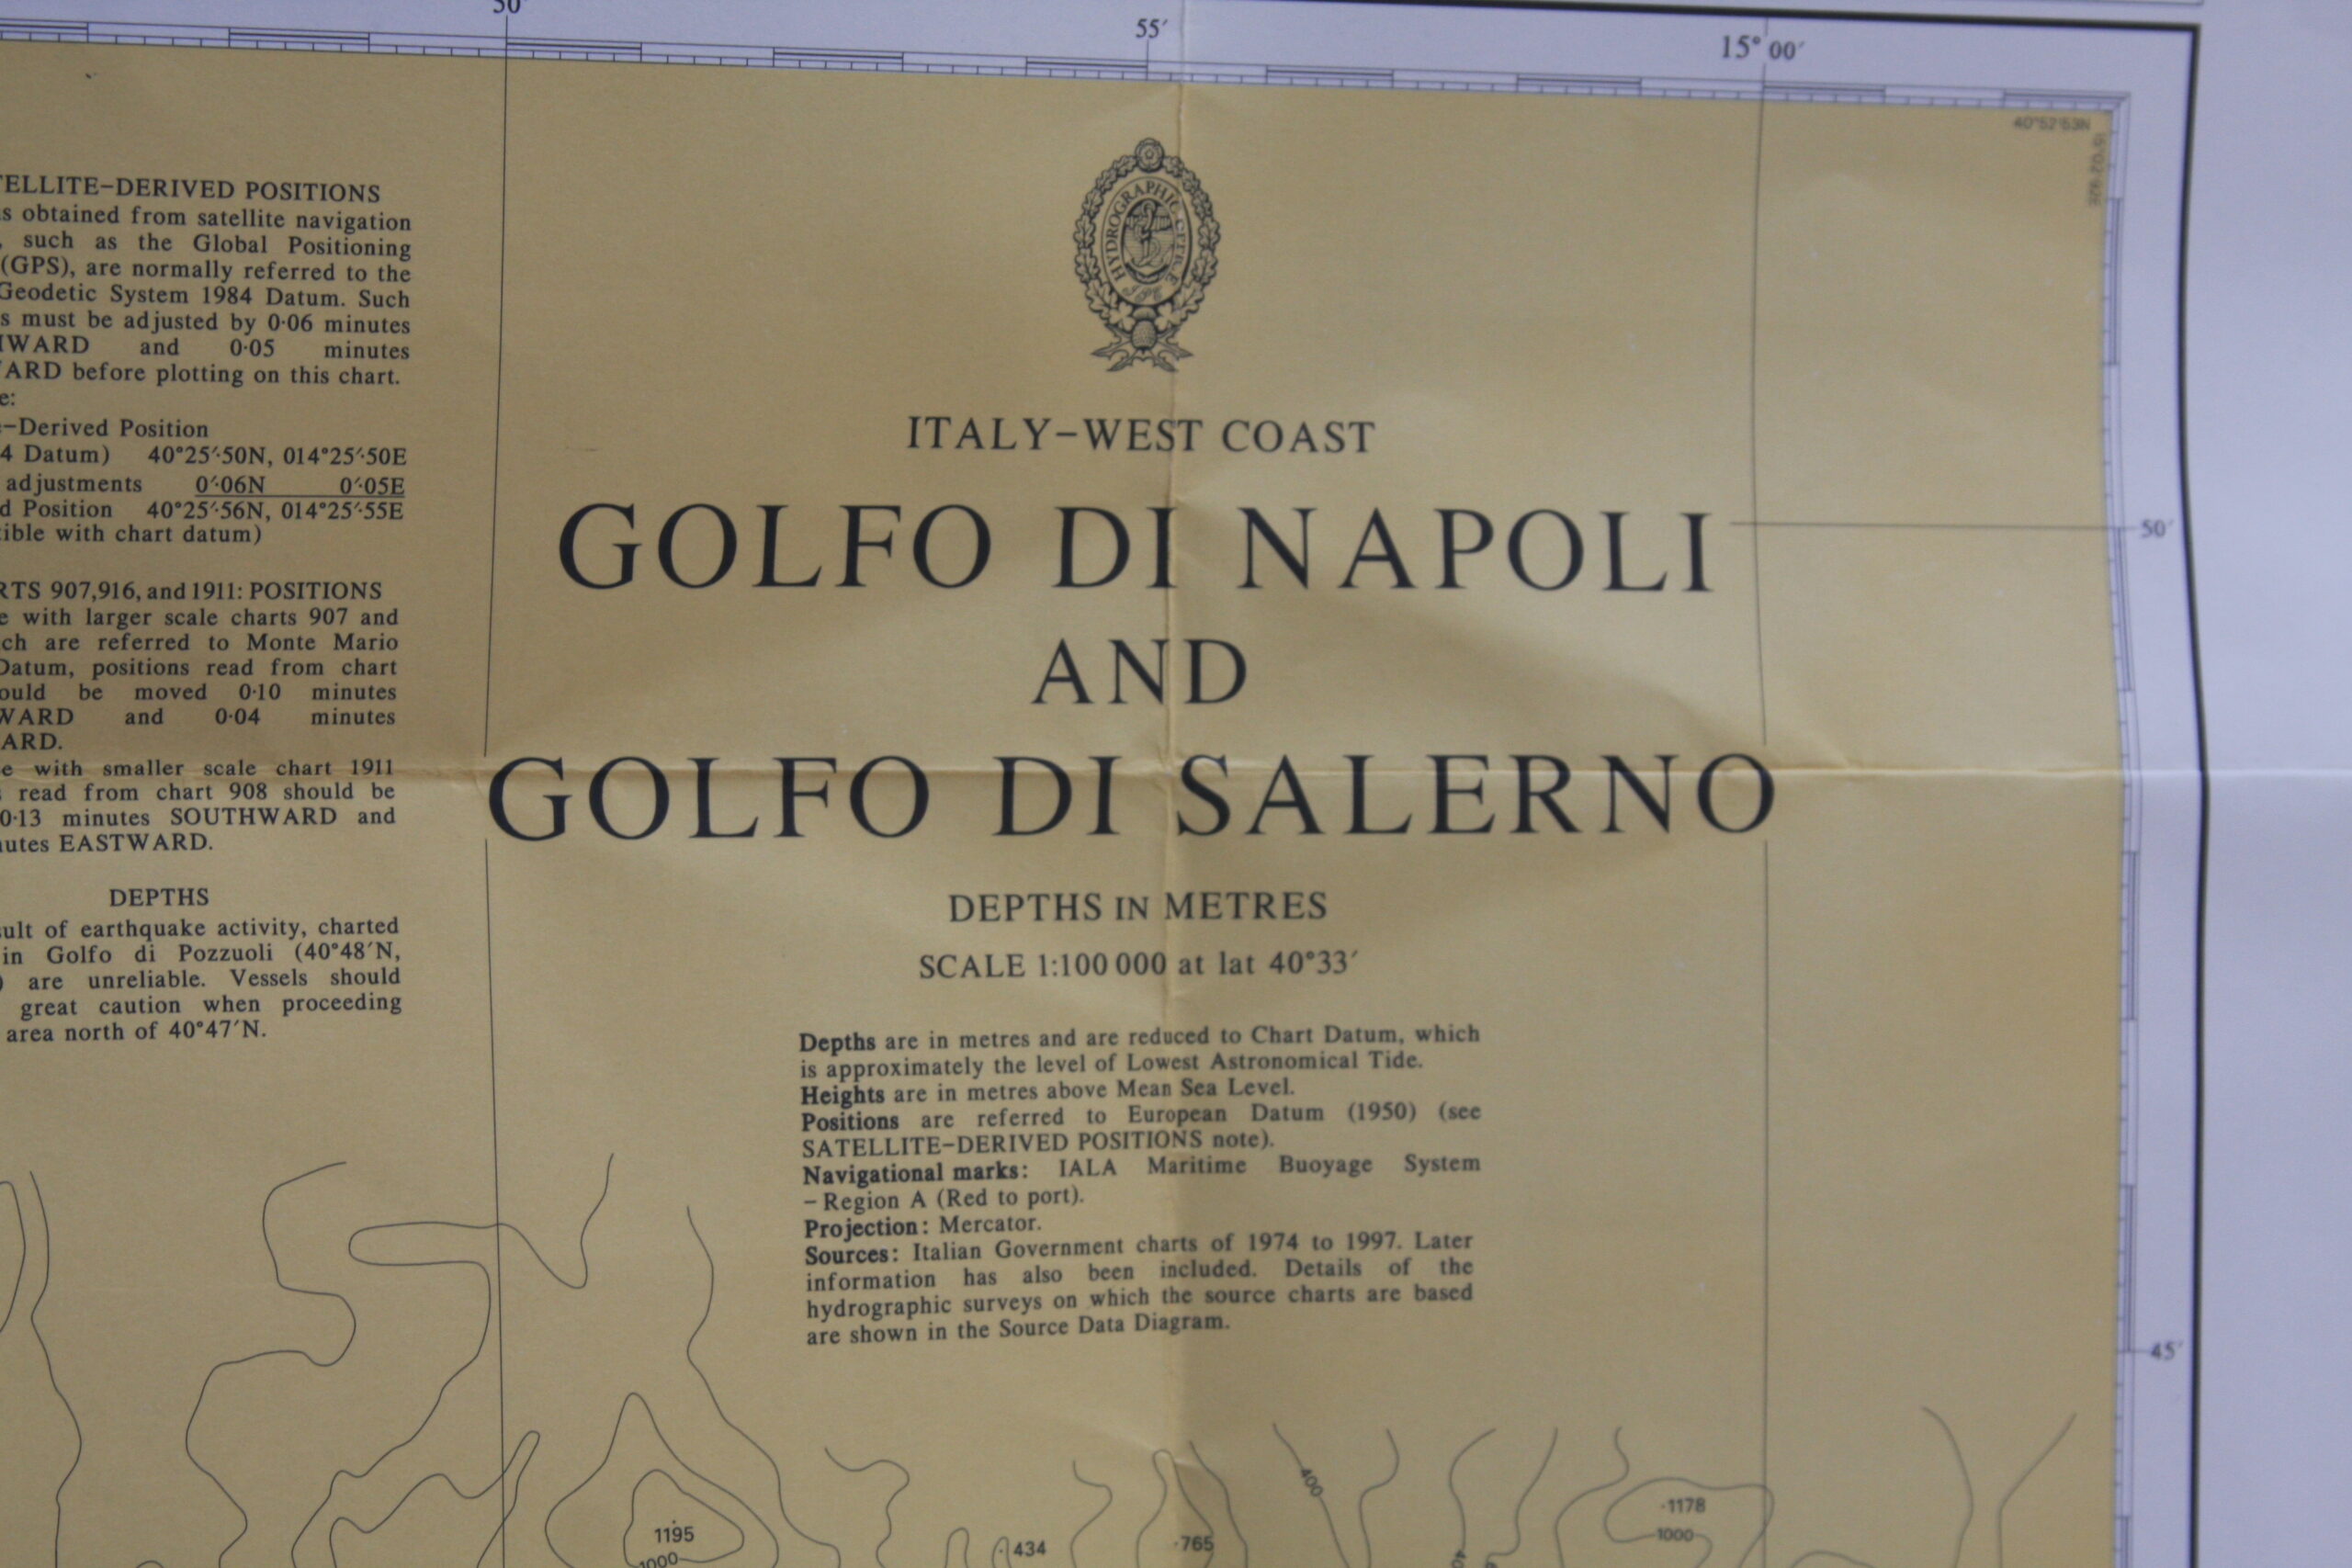 50′
55′
15° 00′
40°52′63N
HYDROGRAPHIC
TELLITE–DERIVED POSITIONS
s obtained from satellite navigation
, such as the Global Positioning
(GPS), are normally referred to the
Geodetic System 1984 Datum. Such
s must be adjusted by 0·06 minutes
HWARD and 0·05 minutes
ARD before plotting on this chart.
e:
–Derived Position
4 Datum) 40°25′·50N, 014°25′·50E
adjustments 0′·06N 0′·05E
d Position 40°25′·56N, 014°25′·55E
tible with chart datum)
RTS 907,916, and 1911: POSITIONS
e with larger scale charts 907 and
ch are referred to Monte Mario
Datum, positions read from chart
ould be moved 0·10 minutes
WARD and 0·04 minutes
ARD.
e with smaller scale chart 1911
s read from chart 908 should be
0·13 minutes SOUTHWARD and
nutes EASTWARD.
DEPTHS
sult of earthquake activity, charted
in Golfo di Pozzuoli (40°48′N,
) are unreliable. Vessels should
great caution when proceeding
area north of 40°47′N.
ITALY–WEST COAST
GOLFO DI NAPOLI
AND
GOLFO DI SALERNO
DEPTHS IN METRES
SCALE 1:100 000 at lat 40°33′
Depths are in metres and are reduced to Chart Datum, which
is approximately the level of Lowest Astronomical Tide.
Heights are in metres above Mean Sea Level.
Positions are referred to European Datum (1950) (see
SATELLITE–DERIVED POSITIONS note).
Navigational marks: IALA Maritime Buoyage System
– Region A (Red to port).
Projection: Mercator.
Sources: Italian Government charts of 1974 to 1997. Later
information has also been included. Details of the
hydrographic surveys on which the source charts are based
are shown in the Source Data Diagram.
50′
45′
400
1178
1000
1195
1000
434
765